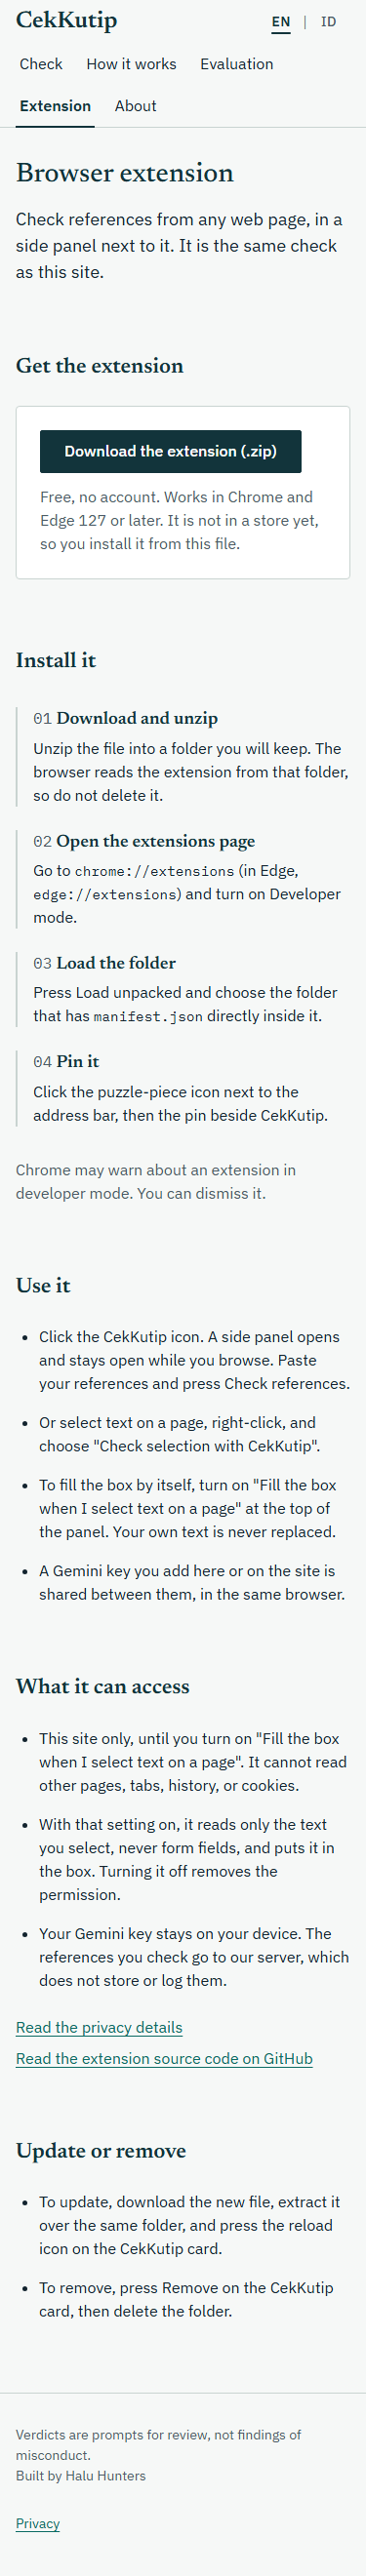 CekKutip
EN | ID
Check How it works Evaluation
Extension About
Browser extension
Check references from any web page, in a
side panel next to it. It is the same check
as this site.
Get the extension
Download the extension (.zip)
Free, no account. Works in Chrome and
Edge 127 or later. It is not in a store yet,
so you install it from this file.
Install it
01 Download and unzip
Unzip the file into a folder you will keep. The
browser reads the extension from that folder,
so do not delete it.
02 Open the extensions page
Go to chrome://extensions (in Edge,
edge://extensions) and turn on Developer
mode.
03 Load the folder
Press Load unpacked and choose the folder
that has manifest.json directly inside it.
04 Pin it
Click the puzzle-piece icon next to the
address bar, then the pin beside CekKutip.
Chrome may warn about an extension in
developer mode. You can dismiss it.
Use it
• Click the CekKutip icon. A side panel opens
and stays open while you browse. Paste
your references and press Check references.
• Or select text on a page, right-click, and
choose "Check selection with CekKutip".
• To fill the box by itself, turn on "Fill the box
when I select text on a page" at the top of
the panel. Your own text is never replaced.
• A Gemini key you add here or on the site is
shared between them, in the same browser.
What it can access
• This site only, until you turn on "Fill the box
when I select text on a page". It cannot read
other pages, tabs, history, or cookies.
• With that setting on, it reads only the text
you select, never form fields, and puts it in
the box. Turning it off removes the
permission.
• Your Gemini key stays on your device. The
references you check go to our server, which
does not store or log them.
Read the privacy details
Read the extension source code on GitHub
Update or remove
• To update, download the new file, extract it
over the same folder, and press the reload
icon on the CekKutip card.
• To remove, press Remove on the CekKutip
card, then delete the folder.
Verdicts are prompts for review, not findings of
misconduct.
Built by Halu Hunters
Privacy